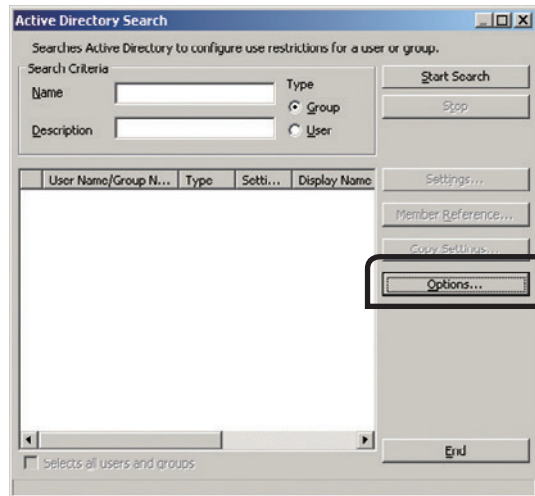 Active Directory Search
Searches Active Directory to configure use restrictions for a user or group.
Search Criteria
Name
Description
Type
Group
User
Start Search
Stop
User Name/Group N...
Type
Setti...
Display Name
Settings...
Member Reference...
Copy Settings...
Options...
End
Selects all users and groups